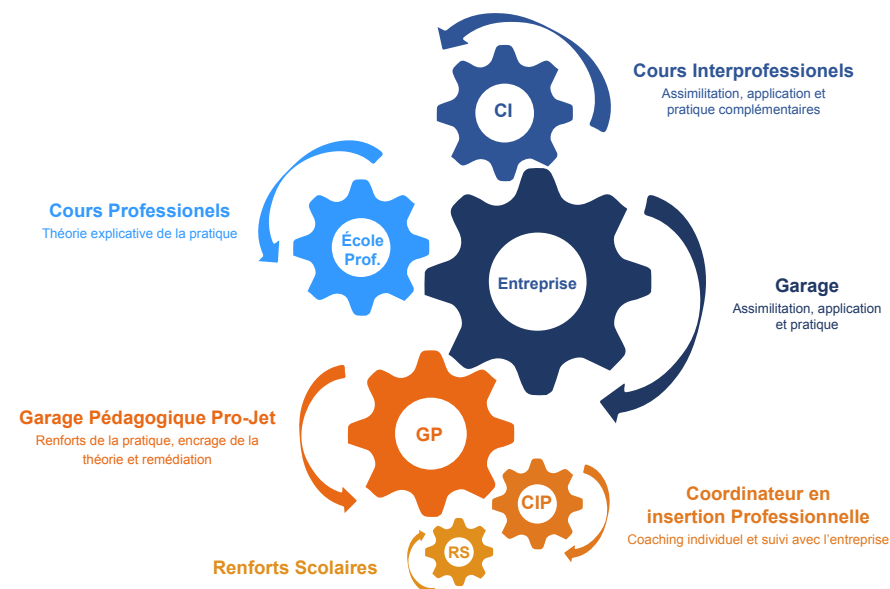 CI
Cours Interprofessionels
Assimilitation, application et
pratique complémentaires
Cours Professionels
Théorie explicative de la pratique
École
Prof.
Entreprise
Garage
Assimilitation, application
et pratique
Garage Pédagogique Pro-Jet
Renforts de la pratique, encrage de la
théorie et remédiation
GP
CIP
Coordinateur en
insertion Professionnelle
Coaching individuel et suivi avec l'entreprise
RS
Renforts Scolaires